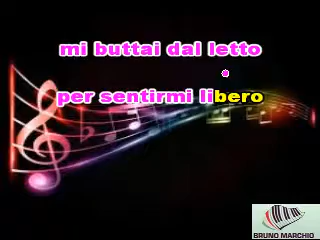 mi buttai dal letto
per sentirmi libero
BRUNO MARCHIO